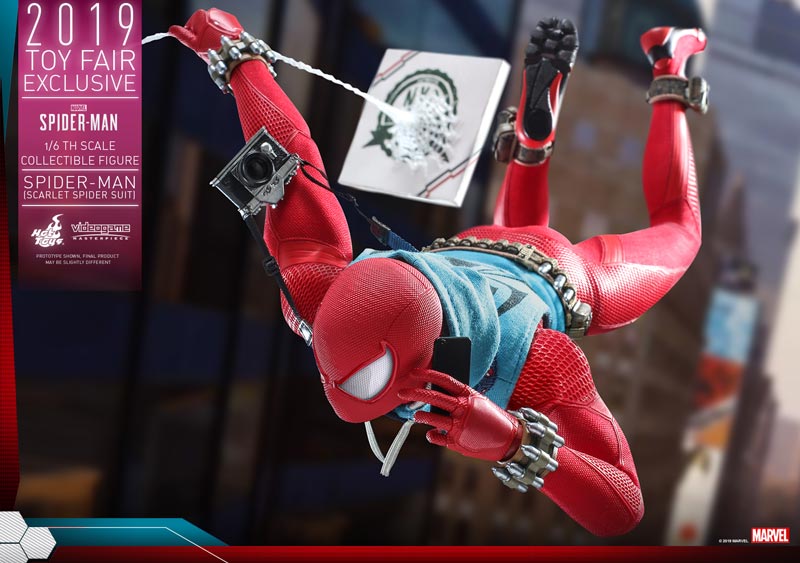 2019
TOY FAIR
EXCLUSIVE
MARVEL
SPIDER-MAN
1/6 TH SCALE
COLLECTIBLE FIGURE
SPIDER-MAN
(SCARLET SPIDER SUIT)
Hot Toys
videogame
MASTERPIECE
PROTOTYPE SHOWN, FINAL PRODUCT
MAY BE SLIGHTLY DIFFERENT
© 2019 MARVEL
MARVEL